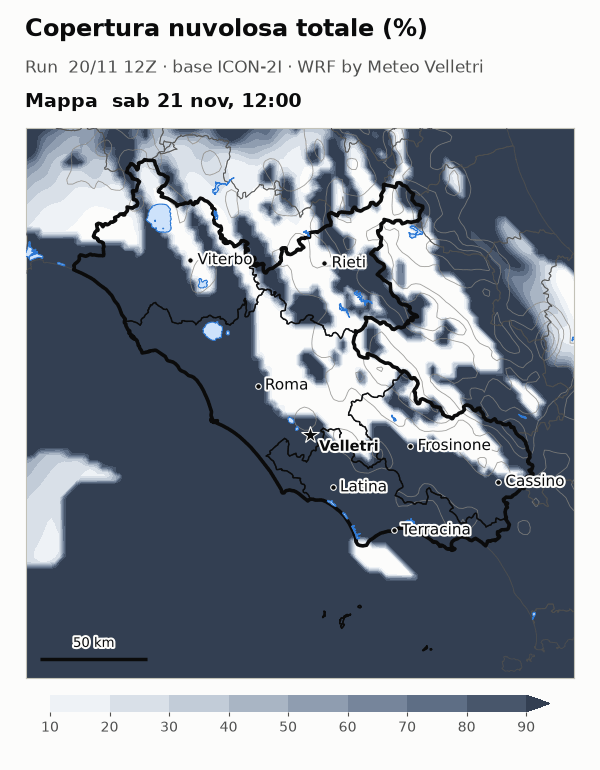 Copertura nuvolosa totale (%)
Run  20/11 12Z · base ICON-2I · WRF by Meteo Velletri
Mappa  sab 21 nov, 12:00
Viterbo
Rieti
Roma
Velletri
Frosinone
Cassino
Latina
Terracina
50 km
10 20 30 40 50 60 70 80 90